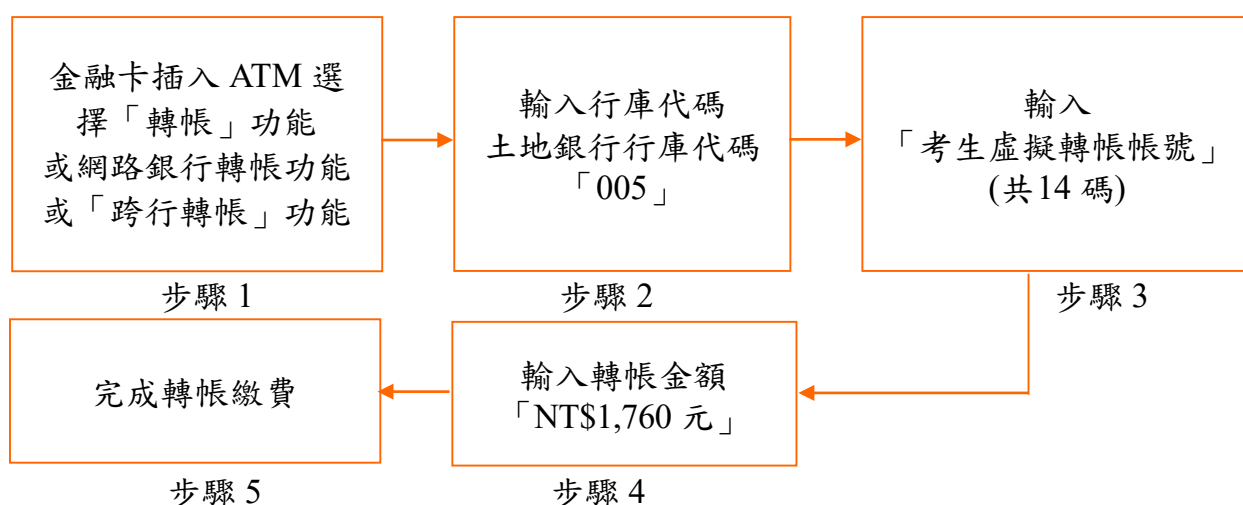 金融卡插入 ATM 選
擇「轉帳」功能
或網路銀行轉帳功能
或「跨行轉帳」功能
步驟 1
輸入行庫代碼
土地銀行行庫代碼
「005」
步驟 2
輸入
「考生虛擬轉帳帳號」
(共14 碼)
步驟 3
輸入轉帳金額
「NT$1,760 元」
步驟 4
完成轉帳繳費
步驟 5